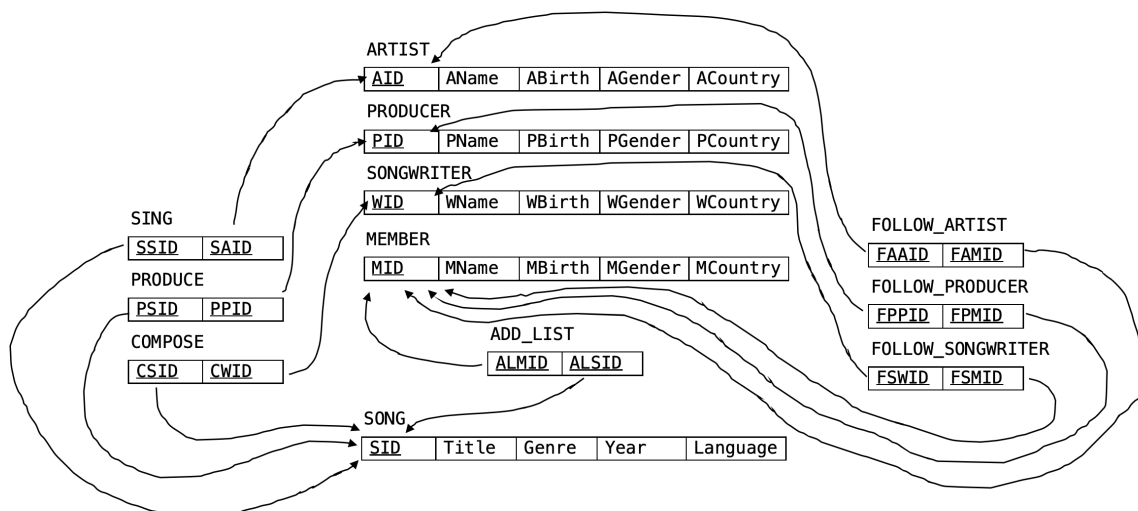 ARTIST
AID AName ABirth AGender ACountry
PRODUCER
PID PName PBirth PGender PCountry
SONGWRITER
WID WName WBirth WGender WCountry
SING
SSID SAID
MEMBER
MID MName MBirth MGender MCountry
FOLLOW_ARTIST
FAAID FAMID
PRODUCE
PSID PPID
FOLLOW_PRODUCER
FPPID FPMID
COMPOSE
CSID CWID
ADD_LIST
ALMID ALSID
FOLLOW_SONGWRITER
FSWID FSMID
SONG
SID Title Genre Year Language